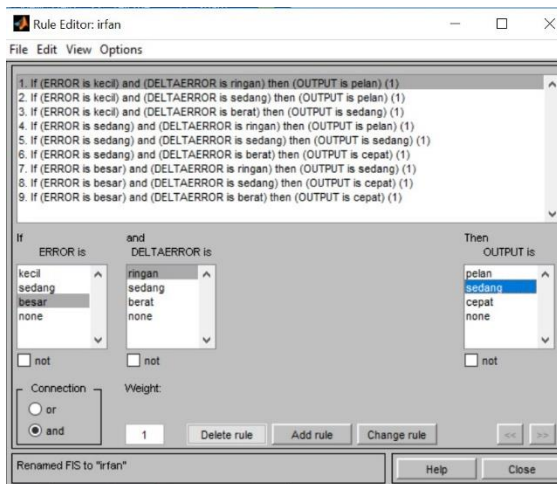 Rule Editor: irfan
File Edit View Options
1. If (ERROR is kecil) and (DELTAERROR is ringan) then (OUTPUT is pelan) (1)
2. If (ERROR is kecil) and (DELTAERROR is sedang) then (OUTPUT is pelan) (1)
3. If (ERROR is kecil) and (DELTAERROR is berat) then (OUTPUT is sedang) (1)
4. If (ERROR is sedang) and (DELTAERROR is ringan) then (OUTPUT is pelan) (1)
5. If (ERROR is sedang) and (DELTAERROR is sedang) then (OUTPUT is sedang) (1)
6. If (ERROR is sedang) and (DELTAERROR is berat) then (OUTPUT is cepat) (1)
7. If (ERROR is besar) and (DELTAERROR is ringan) then (OUTPUT is sedang) (1)
8. If (ERROR is besar) and (DELTAERROR is sedang) then (OUTPUT is cepat) (1)
9. If (ERROR is besar) and (DELTAERROR is berat) then (OUTPUT is cepat) (1)
If and Then
ERROR is DELTAERROR is OUTPUT is
kecil ringan pelan
sedang sedang sedang
besar berat cepat
none none none
not not not
Connection Weight:
or
and 1 Delete rule Add rule Change rule << >>
Renamed FIS to "irfan" Help Close